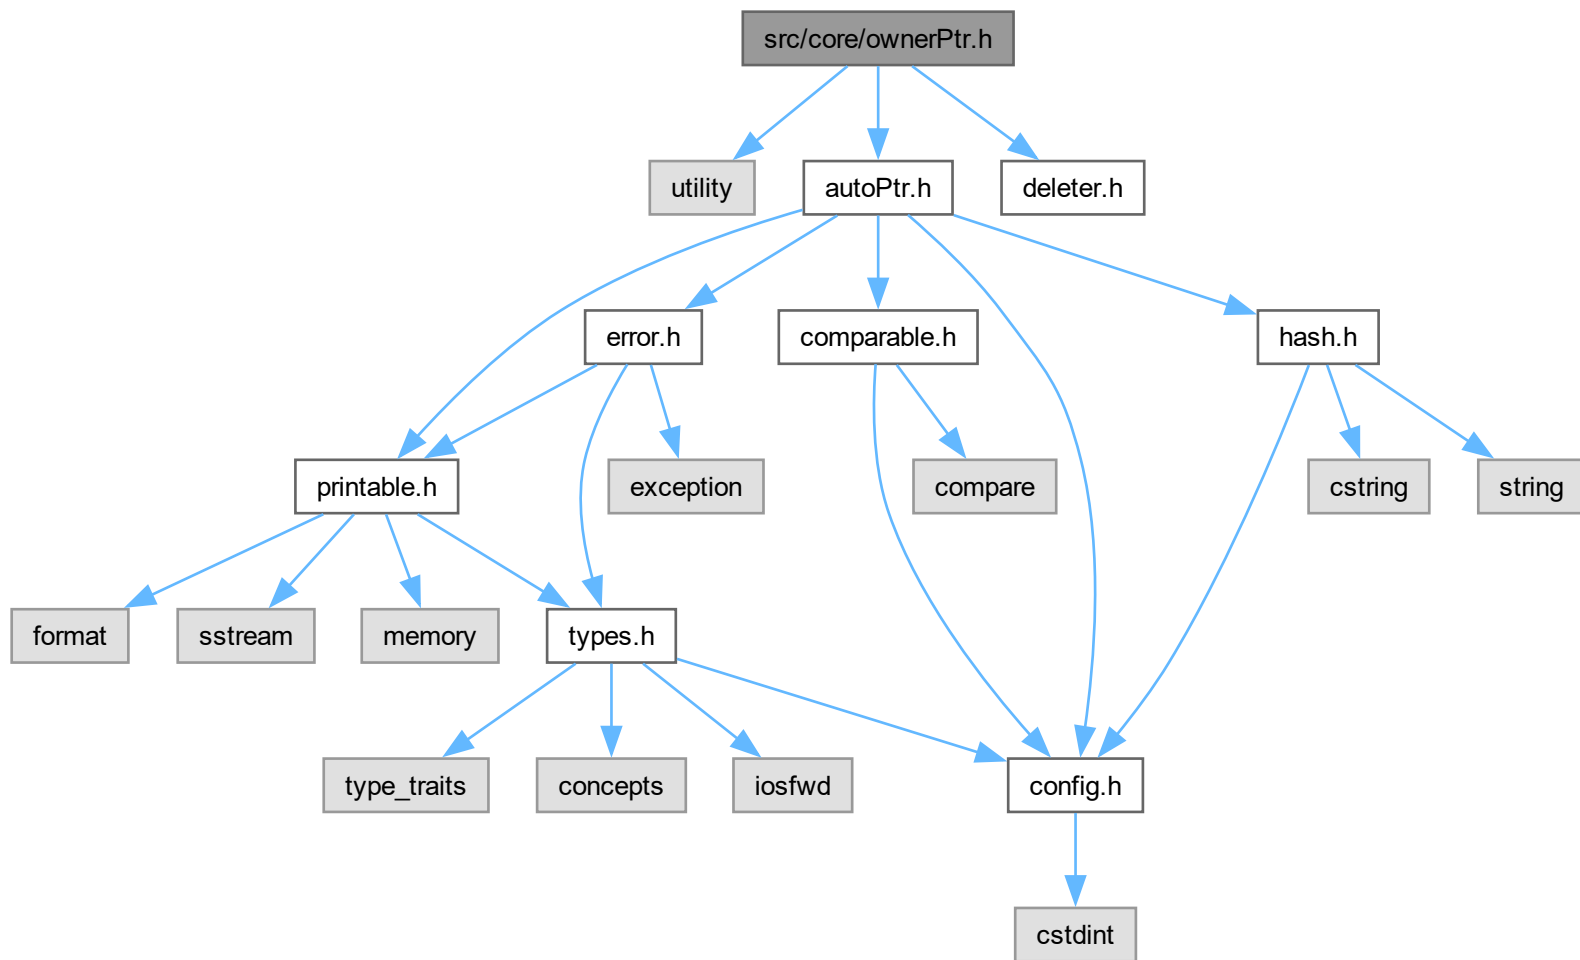 src/core/ownerPtr.h
utility
autoPtr.h
deleter.h
error.h
comparable.h
hash.h
printable.h
exception
compare
cstring
string
format
sstream
memory
types.h
type_traits
concepts
iosfwd
config.h
cstdint